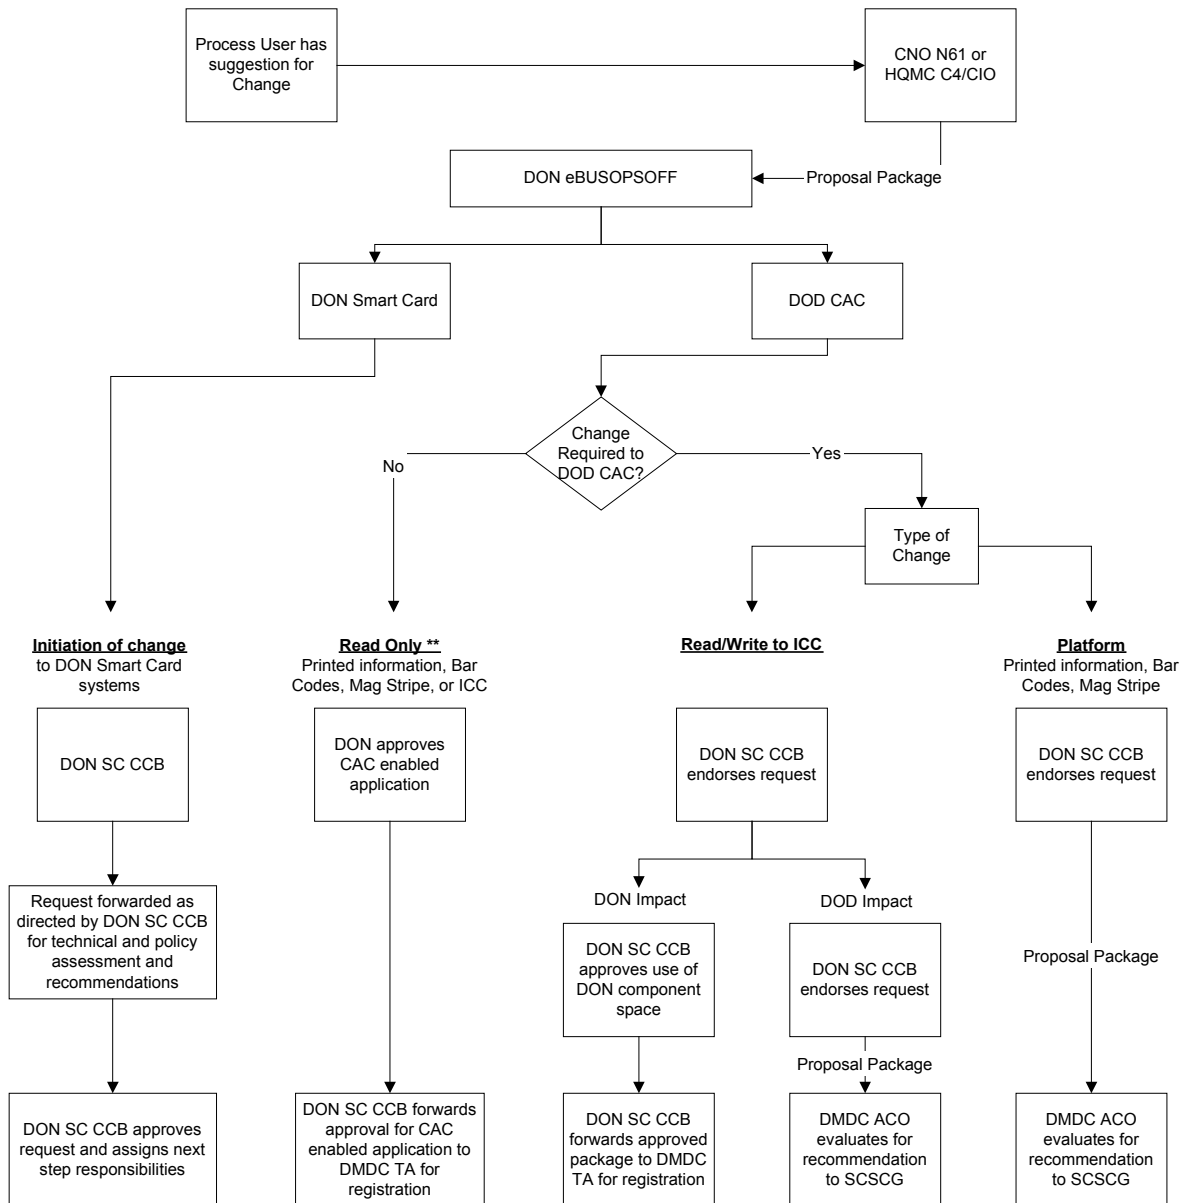 Process User has
suggestion for
Change
CNO N61 or
HQMC C4/CIO
DON eBUSOPSOFF
Proposal Package
DON Smart Card
DOD CAC
Change
Required to
DOD CAC?
No
Yes
Type of
Change
Initiation of change
to DON Smart Card
systems
Read Only **
Printed information, Bar
Codes, Mag Stripe, or ICC
Read/Write to ICC
Platform
Printed information, Bar
Codes, Mag Stripe
DON SC CCB
DON approves
CAC enabled
application
DON SC CCB
endorses request
DON SC CCB
endorses request
Request forwarded as
directed by DON SC CCB
for technical and policy
assessment and
recommendations
DON Impact
DOD Impact
DON SC CCB
approves use of
DON component
space
DON SC CCB
endorses request
Proposal Package
Proposal Package
DON SC CCB approves
request and assigns next
step responsibilities
DON SC CCB forwards
approval for CAC
enabled application to
DMDC TA for
registration
DON SC CCB
forwards approved
package to DMDC
TA for registration
DMDC ACO
evaluates for
recommendation
to SCSCG
DMDC ACO
evaluates for
recommendation
to SCSCG